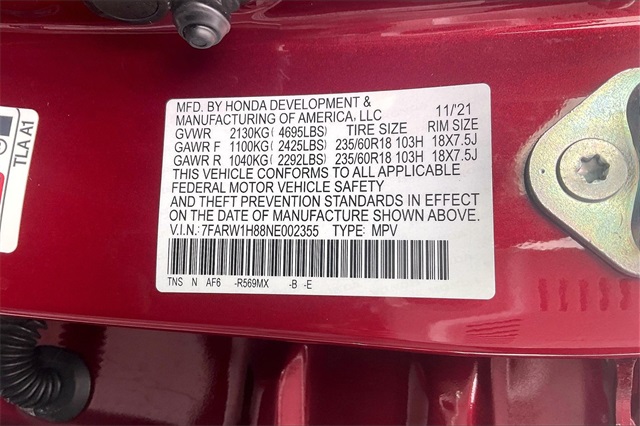 MFD. BY HONDA DEVELOPMENT &
MANUFACTURING OF AMERICA, LLC 11/21
GVWR 2130KG( 4695LBS) TIRE SIZE RIM SIZE
GAWR F 1100KG( 2425LBS) 235/60R18 103H 18X7.5J
GAWR R 1040KG( 2292LBS) 235/60R18 103H 18X7.5J
THIS VEHICLE CONFORMS TO ALL APPLICABLE
FEDERAL MOTOR VEHICLE SAFETY
AND THEFT PREVENTION STANDARDS IN EFFECT
ON THE DATE OF MANUFACTURE SHOWN ABOVE.
V.I.N.: 7FARW1H88NE002355 TYPE: MPV
TNS N AF6 -R569MX -B -E
TLA A1